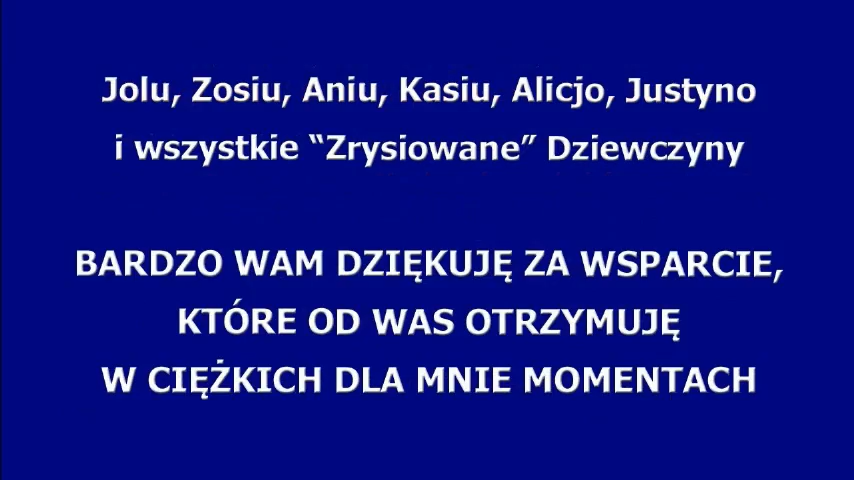 Jolu, Zosiu, Aniu, Kasiu, Alicjo, Justyno
i wszystkie “Zrysiowane” Dziewczyny
BARDZO WAM DZIĘKUJĘ ZA WSPARCIE,
KTÓRE OD WAS OTRZYMUJĘ
W CIĘŻKICH DLA MNIE MOMENTACH